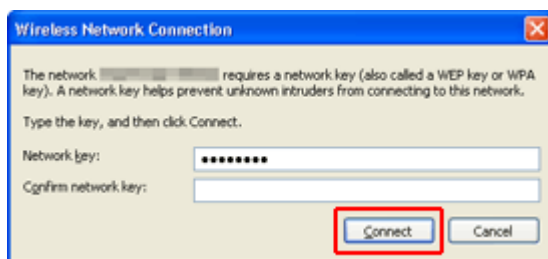 Wireless Network Connection
The network requires a network key (also called a WEP key or WPA
key). A network key helps prevent unknown intruders from connecting to this network.
Type the key, and then click Connect.
Network key: ••••••••
Confirm network key:
Connect Cancel